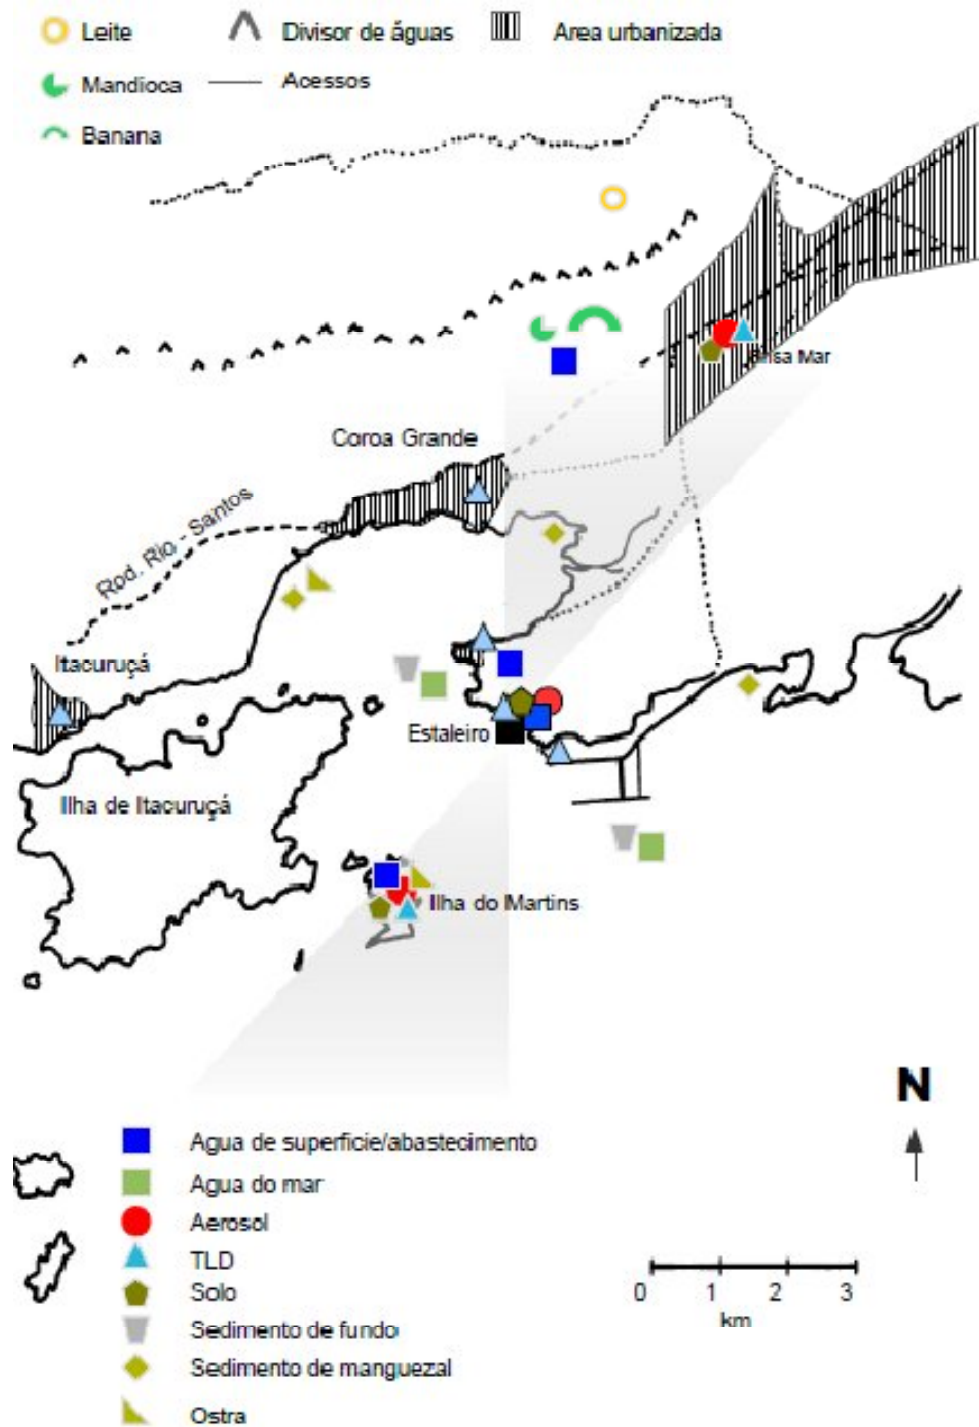 Leite
Divisor de águas
Area urbanizada
Mandioca
Acessos
Banana
Brisa Mar
Coroa Grande
Rod. Rio - Santos
Itacuruçá
Estaleiro
Ilha de Itacuruçá
Ilha do Martins
N
Agua de superficie/abastecimento
Agua do mar
Aerosol
TLD
Solo
Sedimento de fundo
Sedimento de manguezal
Ostra
0 1 2 3
km